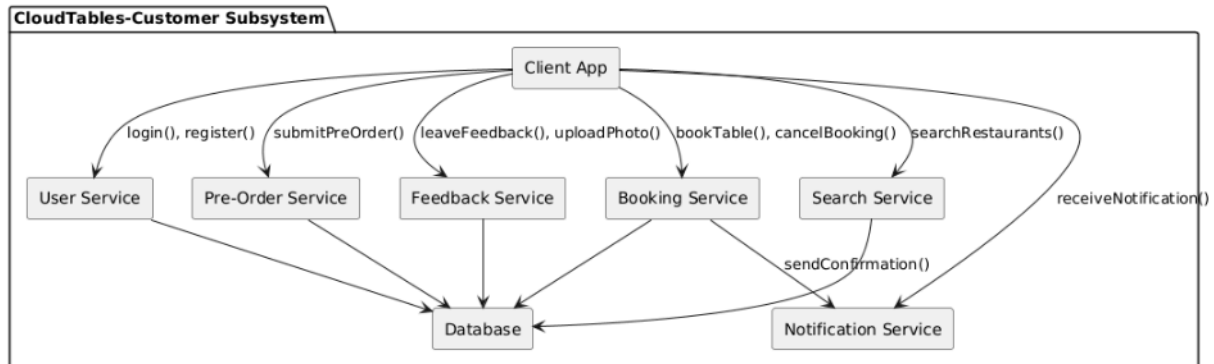 CloudTables-Customer Subsystem
Client App
login(), register()
submitPreOrder()
leaveFeedback(), uploadPhoto()
bookTable(), cancelBooking()
searchRestaurants()
User Service
Pre-Order Service
Feedback Service
Booking Service
Search Service
receiveNotification()
sendConfirmation()
Database
Notification Service